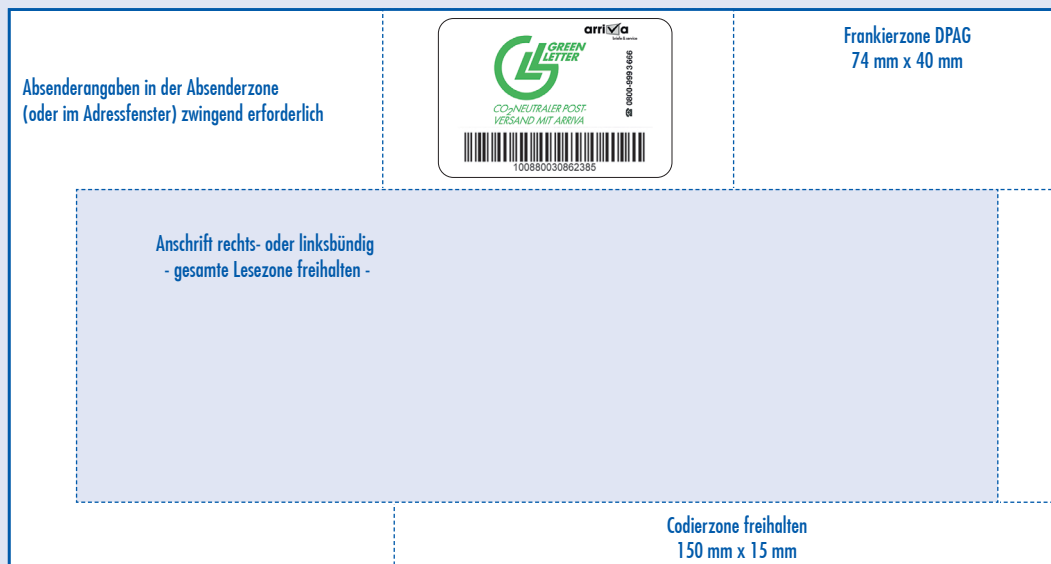 Absenderangaben in der Absenderzone
(oder im Adressfenster) zwingend erforderlich
arriva
briefe & service
GREEN
LETTER
☎ 0800-9993666
CO2NEUTRALER POST-
VERSAND MIT ARRIVA
100880030862385
Frankierzone DPAG
74 mm x 40 mm
Anschrift rechts- oder linksbündig
- gesamte Lesezone freihalten -
Codierzone freihalten
150 mm x 15 mm